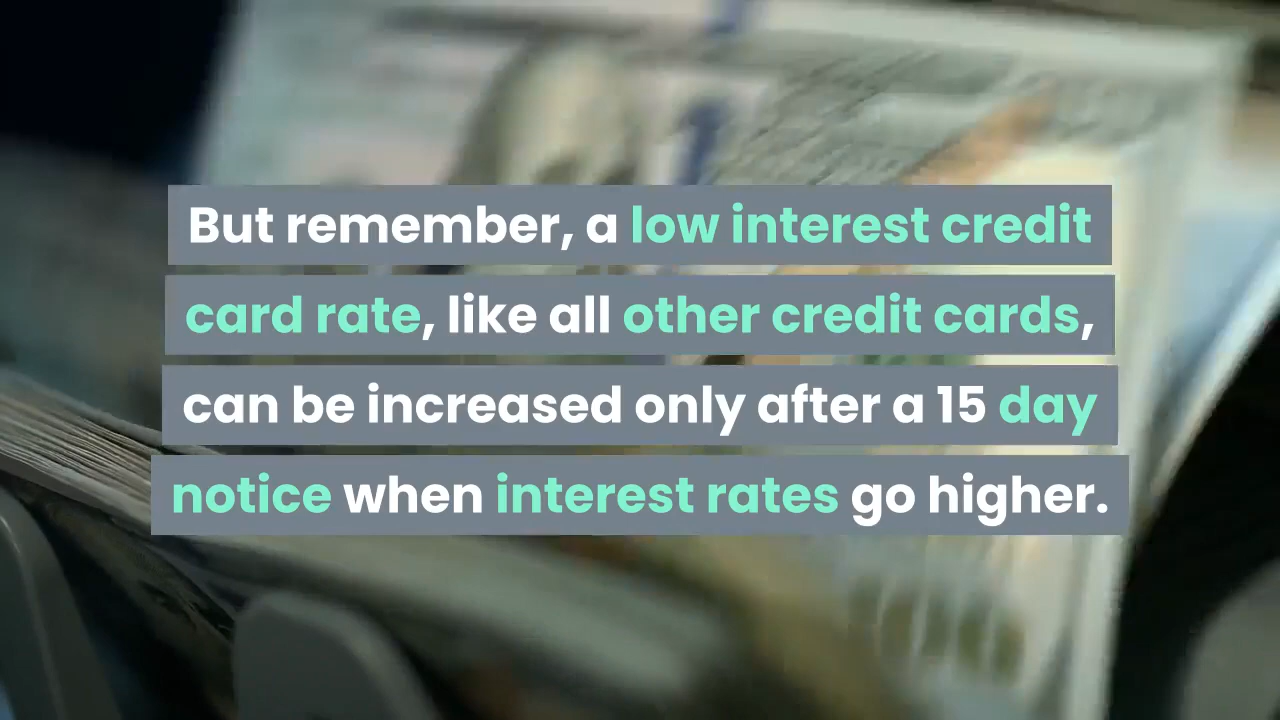 But remember, a low interest credit
card rate, like all other credit cards,
can be increased only after a 15 day
notice when interest rates go higher.